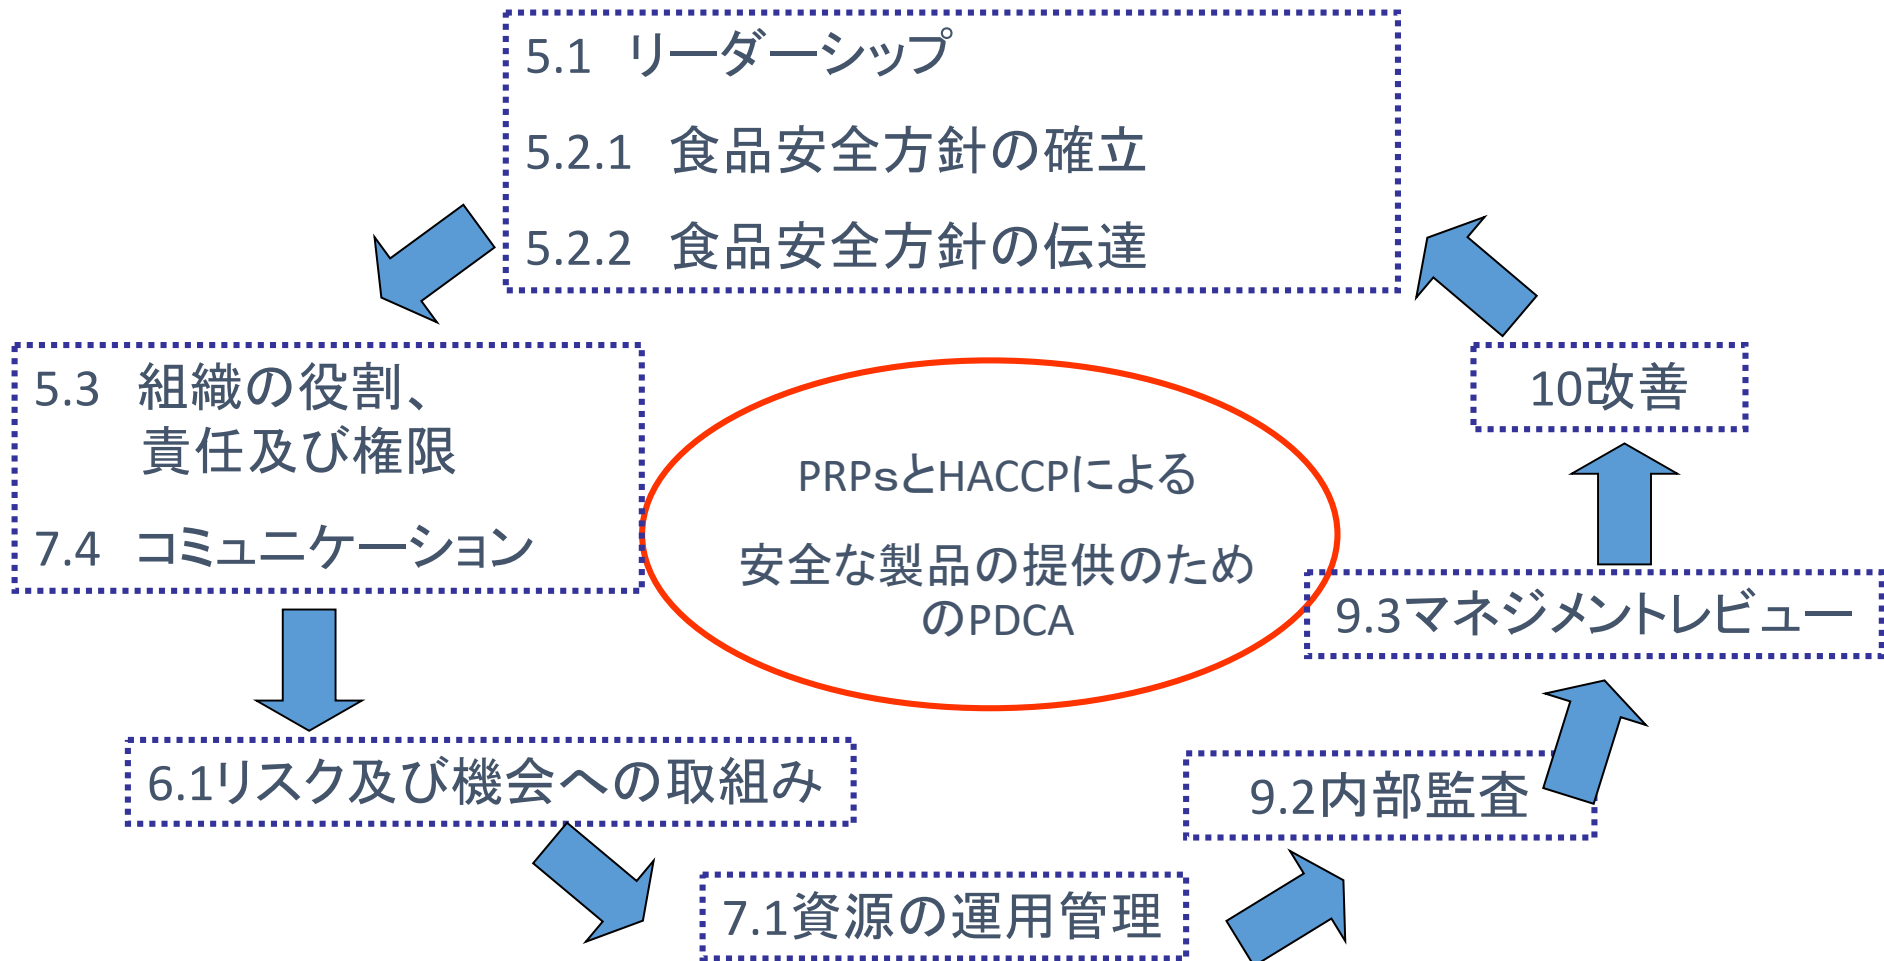 5.1 リーダーシップ
5.2.1 食品安全方針の確立
5.2.2 食品安全方針の伝達
5.3 組織の役割、
責任及び権限
7.4 コミュニケーション
PRPsとHACCPによる
安全な製品の提供のため
のPDCA
10改善
9.3マネジメントレビュー
6.1リスク及び機会への取組み
9.2内部監査
7.1資源の運用管理